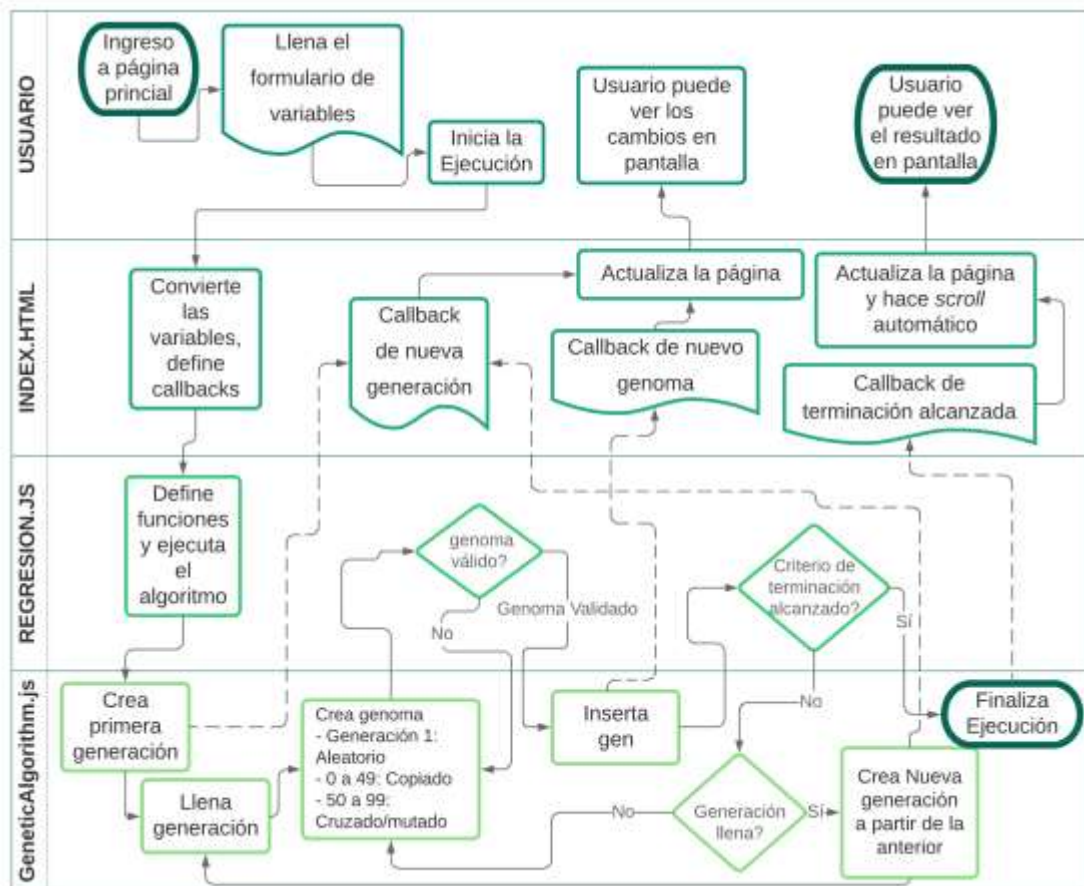 USUARIO
Ingreso
a página
princial
Llena el
formulario de
variables
Inicia la
Ejecución
Usuario puede
ver los
cambios en
pantalla
Usuario
puede ver
el resultado
en pantalla
INDEX.HTML
Convierte
las
variables,
define
callbacks
Callback
de nueva
generación
Actualiza la página
Callback de nuevo
genoma
Actualiza la página
y hace scroll
automático
Callback de
terminación alcanzada
REGRESION.JS
Define
funciones
y ejecuta
el
algoritmo
genoma
válido?
No
Genoma Validado
Criterio de
terminación
alcanzado?
Sí
GeneticAlgorithm.js
Crea
primera
generación
Llena
generación
Crea genoma
- Generación 1:
Aleatorio
- 0 a 49: Copiado
- 50 a 99:
Cruzado/mutado
Inserta
gen
No
No
Generación
llena?
Sí
Finaliza
Ejecución
Crea Nueva
generación
a partir de la
anterior